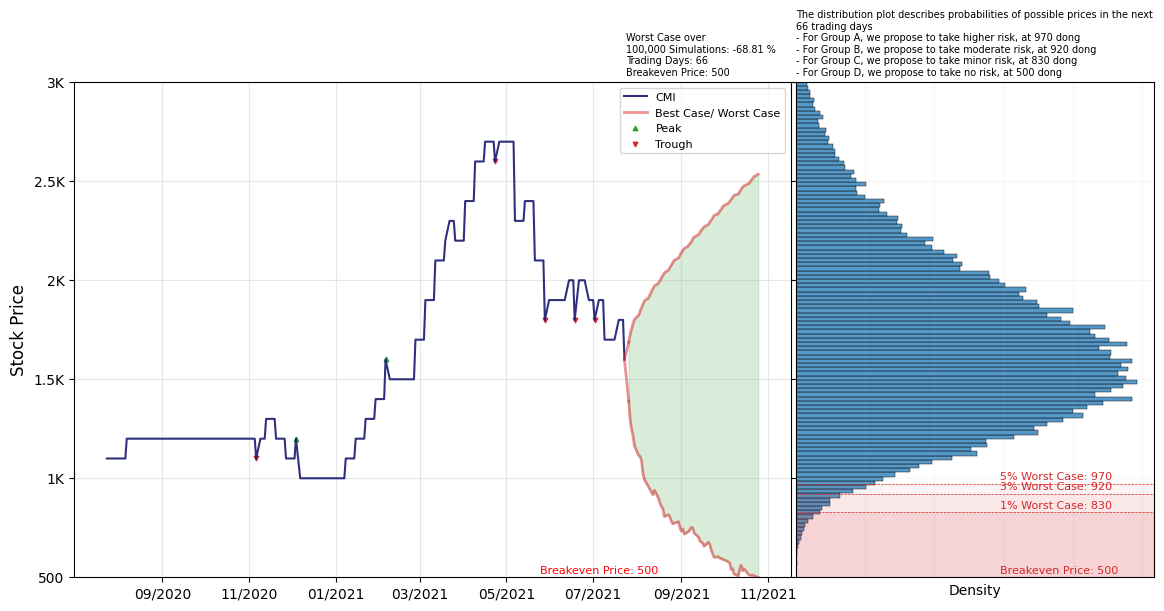 The distribution plot describes probabilities of possible prices in the next
66 trading days
- For Group A, we propose to take higher risk, at 970 dong
- For Group B, we propose to take moderate risk, at 920 dong
- For Group C, we propose to take minor risk, at 830 dong
- For Group D, we propose to take no risk, at 500 dong
Worst Case over
100,000 Simulations: -68.81 %
Trading Days: 66
Breakeven Price: 500
CMI
Best Case/ Worst Case
Peak
Trough
Stock Price
3K
2.5K
2K
1.5K
1K
500
5% Worst Case: 970
3% Worst Case: 920
1% Worst Case: 830
Breakeven Price: 500
Breakeven Price: 500
09/2020
11/2020
01/2021
03/2021
05/2021
07/2021
09/2021
11/2021
Density